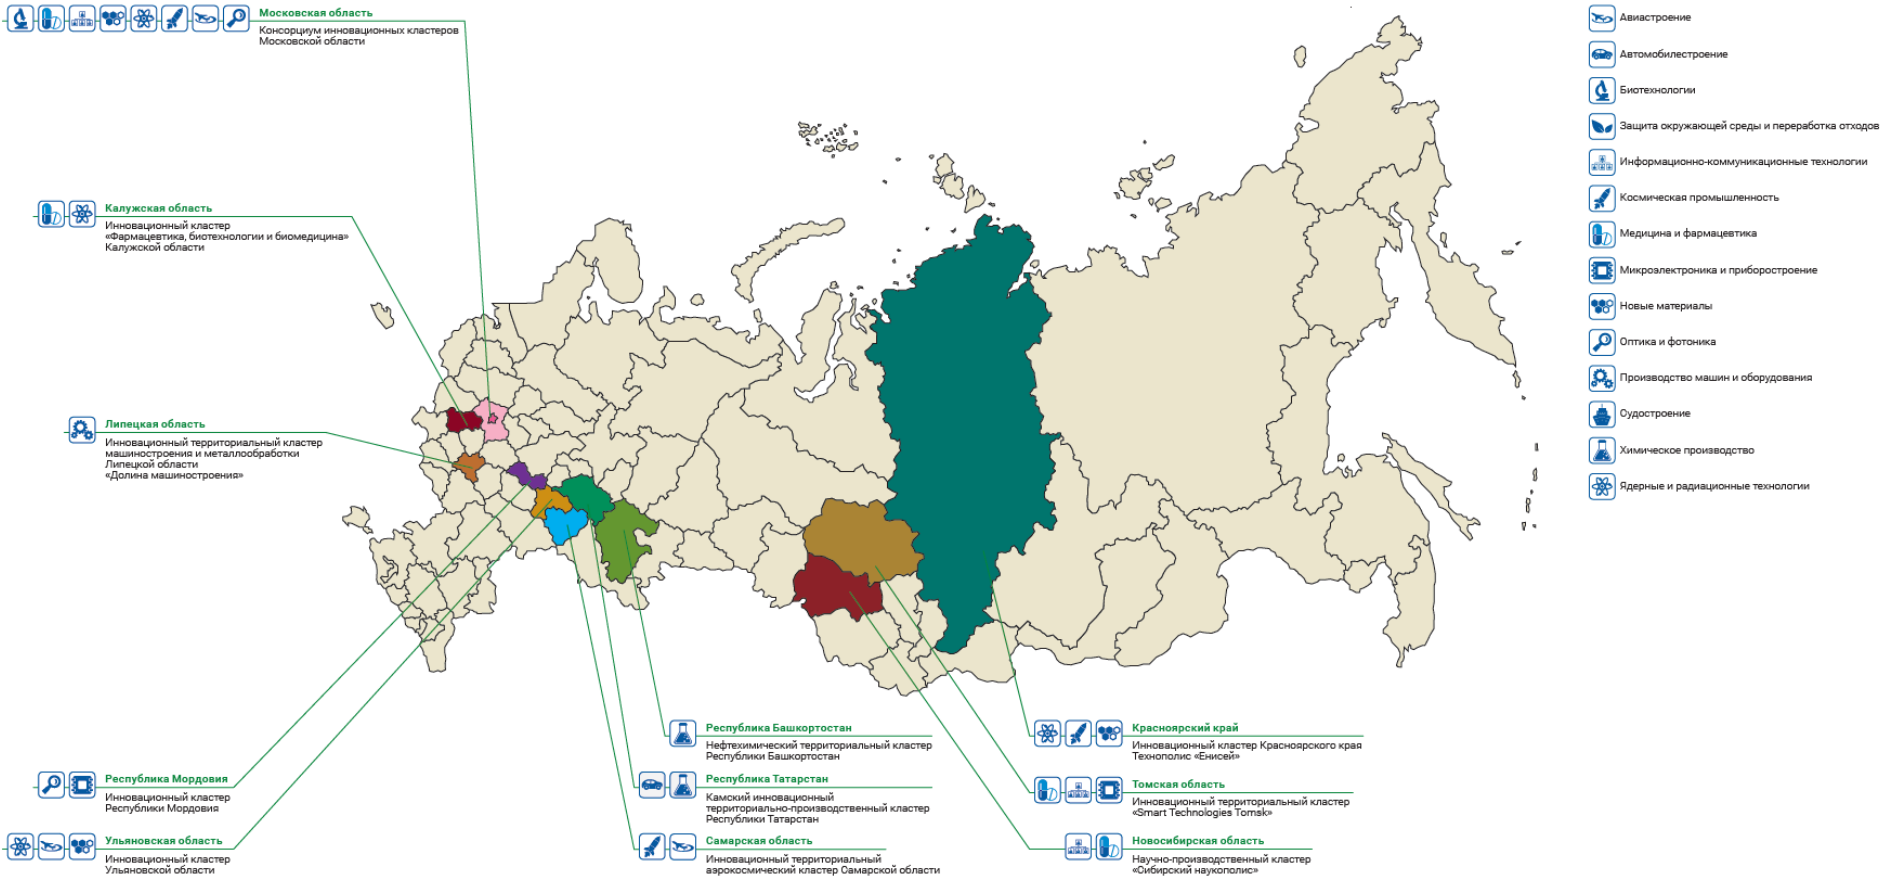 Московская область
Консорциум инновационных кластеров
Московской области
Калужская область
Инновационный кластер
«Фармацевтика, биотехнологии и биомедицина»
Калужской области
Липецкая область
Инновационный территориальный кластер
машиностроения и металлообработки
Липецкой области
«Долина машиностроения»
Республика Мордовия
Инновационный кластер
Республики Мордовия
Ульяновская область
Инновационный кластер
Ульяновской области
Республика Башкортостан
Нефтехимический территориальный кластер
Республики Башкортостан
Республика Татарстан
Камский инновационный
территориально-производственный кластер
Республики Татарстан
Самарская область
Инновационный территориальный
аэрокосмический кластер Самарской области
Красноярский край
Инновационный кластер Красноярского края
Технополис «Енисей»
Томская область
Инновационный территориальный кластер
«Smart Technologies Tomsk»
Новосибирская область
Научно-производственный кластер
«Сибирский наукополис»
Авиастроение
Автомобилестроение
Биотехнологии
Защита окружающей среды и переработка отходов
Информационно-коммуникационные технологии
Космическая промышленность
Медицина и фармацевтика
Микроэлектроника и приборостроение
Новые материалы
Оптика и фотоника
Производство машин и оборудования
Судостроение
Химическое производство
Ядерные и радиационные технологии